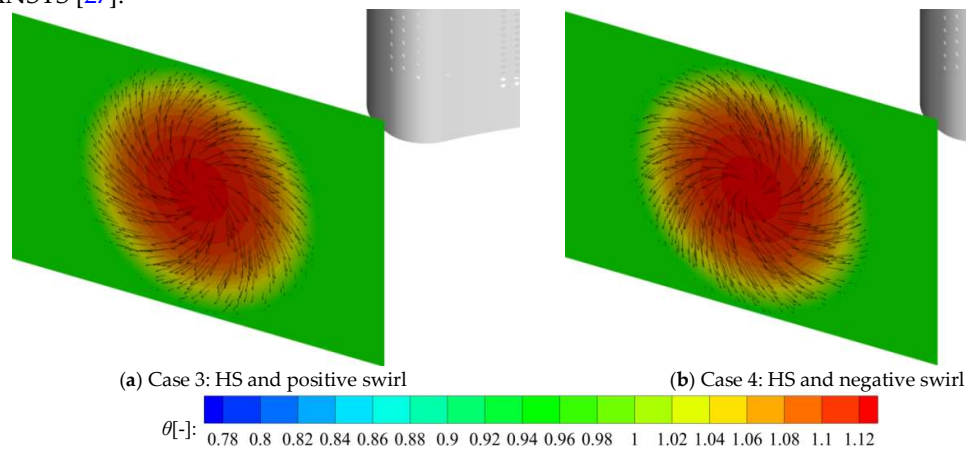 ANSYS [27].
(a) Case 3: HS and positive swirl
(b) Case 4: HS and negative swirl
θ[-]: 0.78 0.8 0.82 0.84 0.86 0.88 0.9 0.92 0.94 0.96 0.98 1 1.02 1.04 1.06 1.08 1.1 1.12